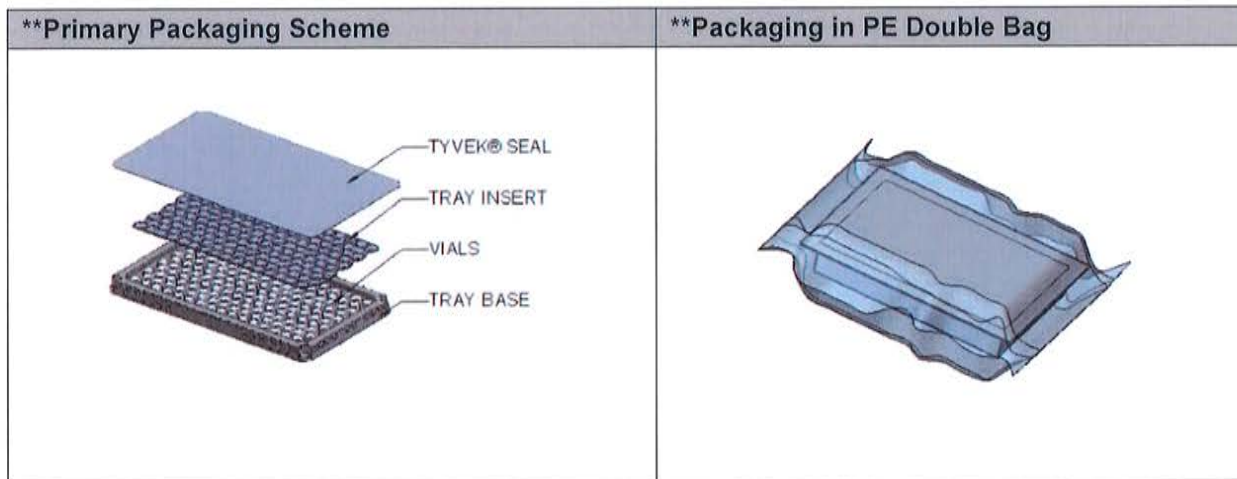 **Primary Packaging Scheme
**Packaging in PE Double Bag
TYVEK® SEAL
TRAY INSERT
VIALS
TRAY BASE